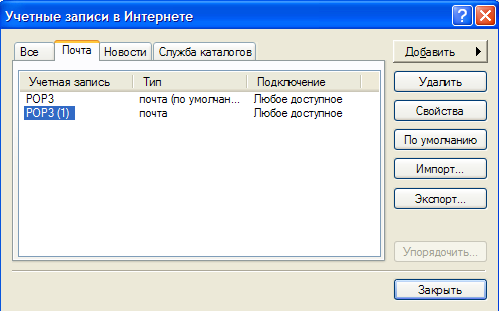 Учетные записи в Интернете
Все Почта Новости Служба каталогов
Добавить
Удалить
Свойства
По умолчанию
Импорт...
Экспорт...
Упорядочить...
Закрыть
Учетная запись Тип Подключение
POP3 почта (по умолчан... Любое доступное
POP3 (1) почта Любое доступное